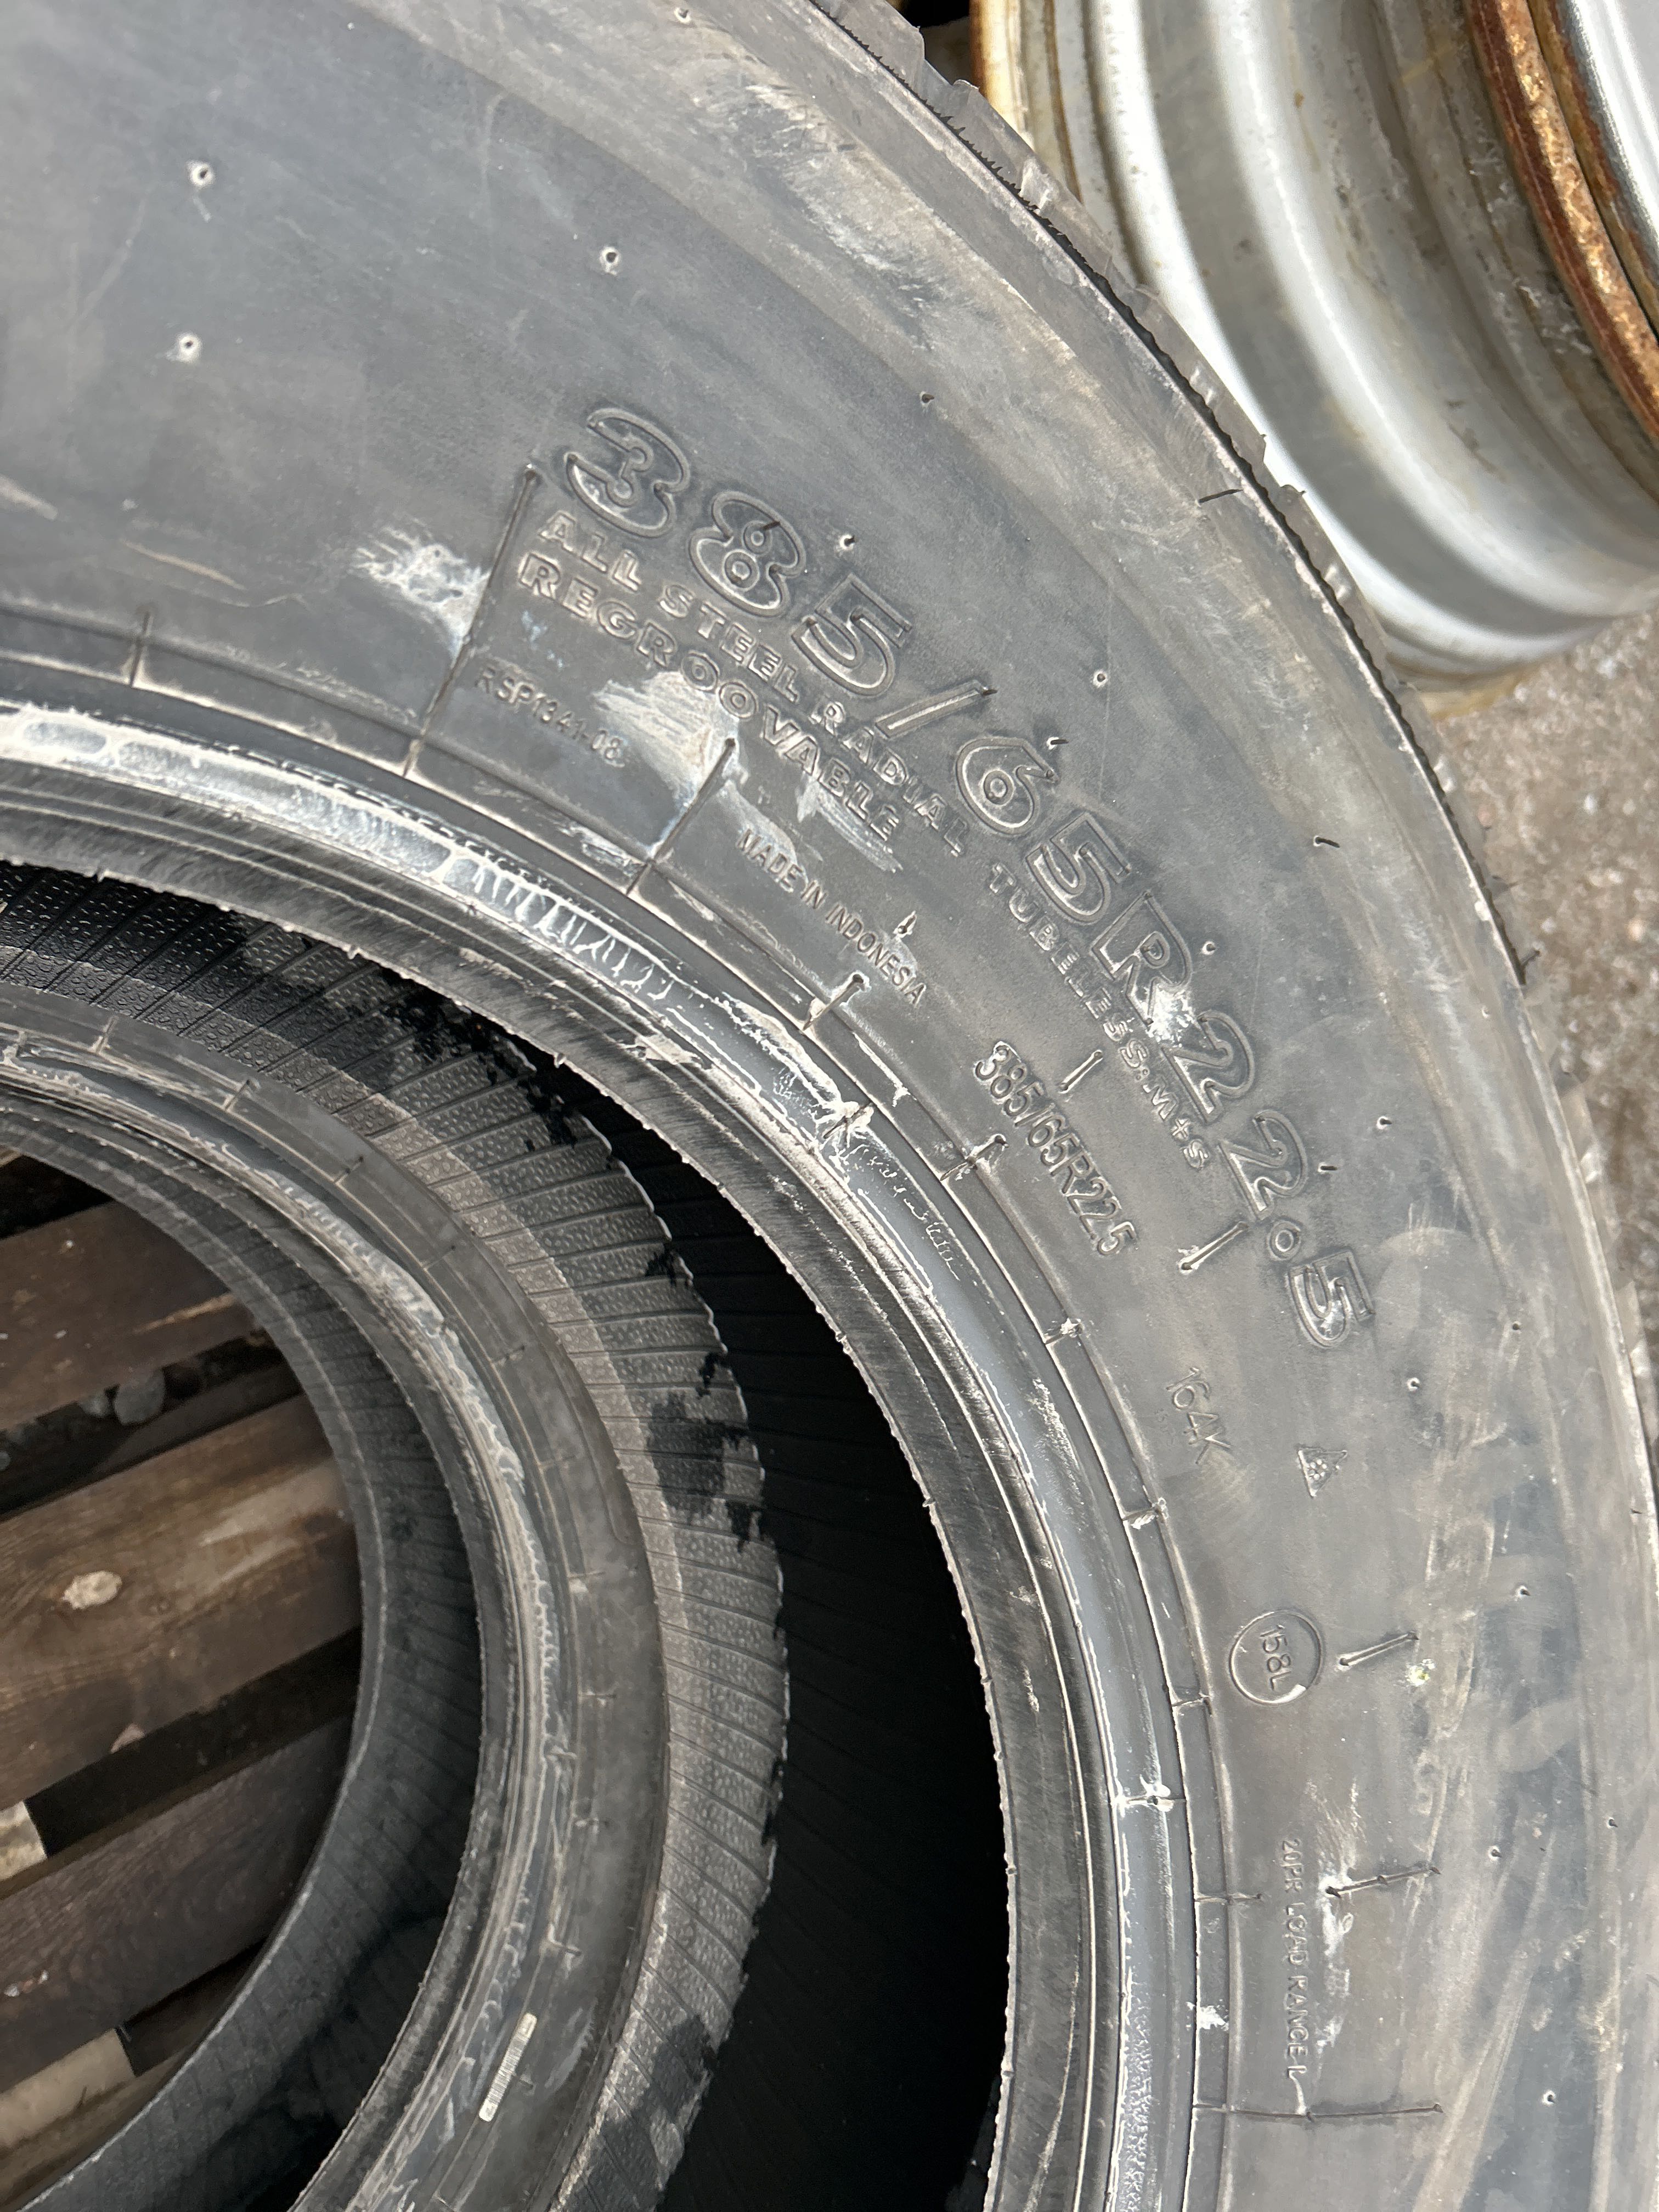 385/65R22.5
ALL STEEL RADIAL TUBELESS M+S
REGROOVABLE
RSP1341-08
MADE IN INDONESIA
385/65R22.5
164K
158L
20PR LOAD RANGE L